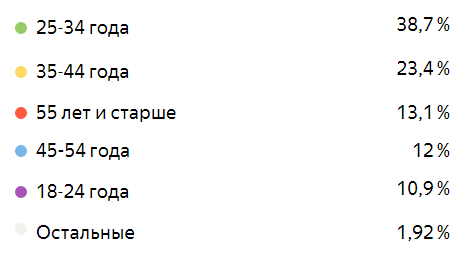 25-34 года 38,7 %
35-44 года 23,4 %
55 лет и старше 13,1 %
45-54 года 12 %
18-24 года 10,9 %
Остальные 1,92 %